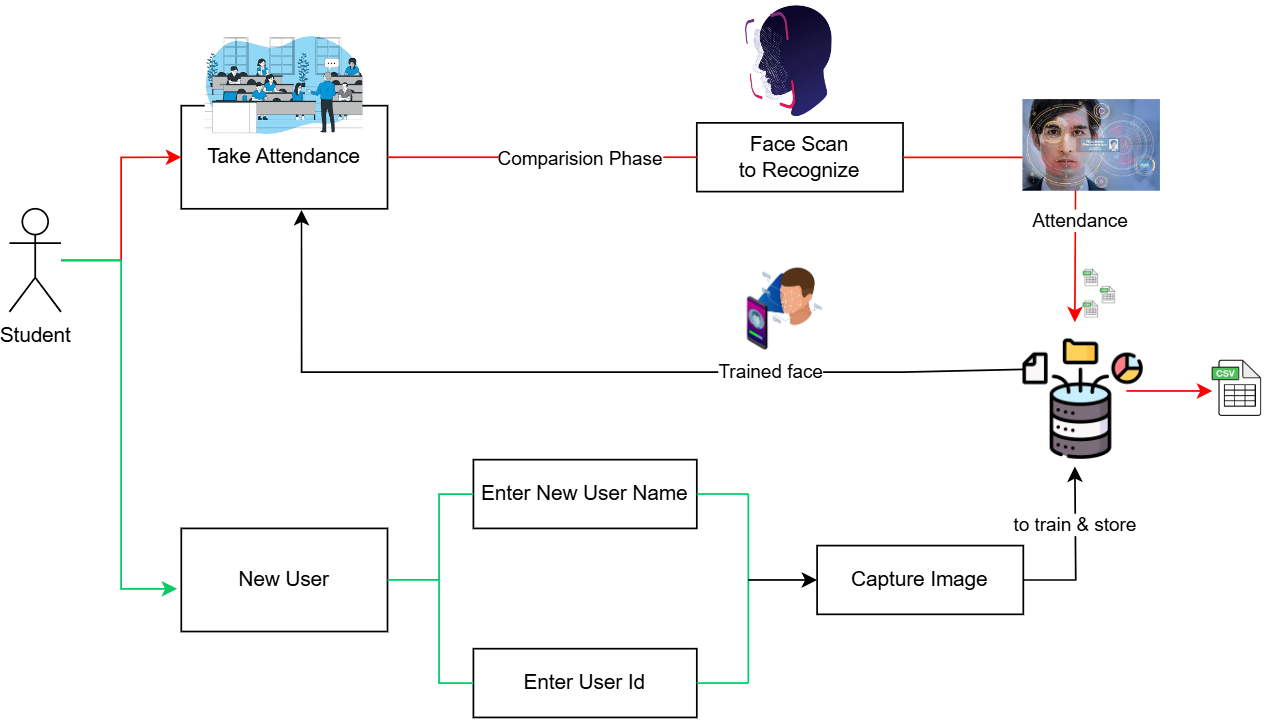 Take Attendance
Comparision Phase
Face Scan
to Recognize
Attendance
Student
Trained face
CSV
Enter New User Name
to train & store
New User
Capture Image
Enter User Id